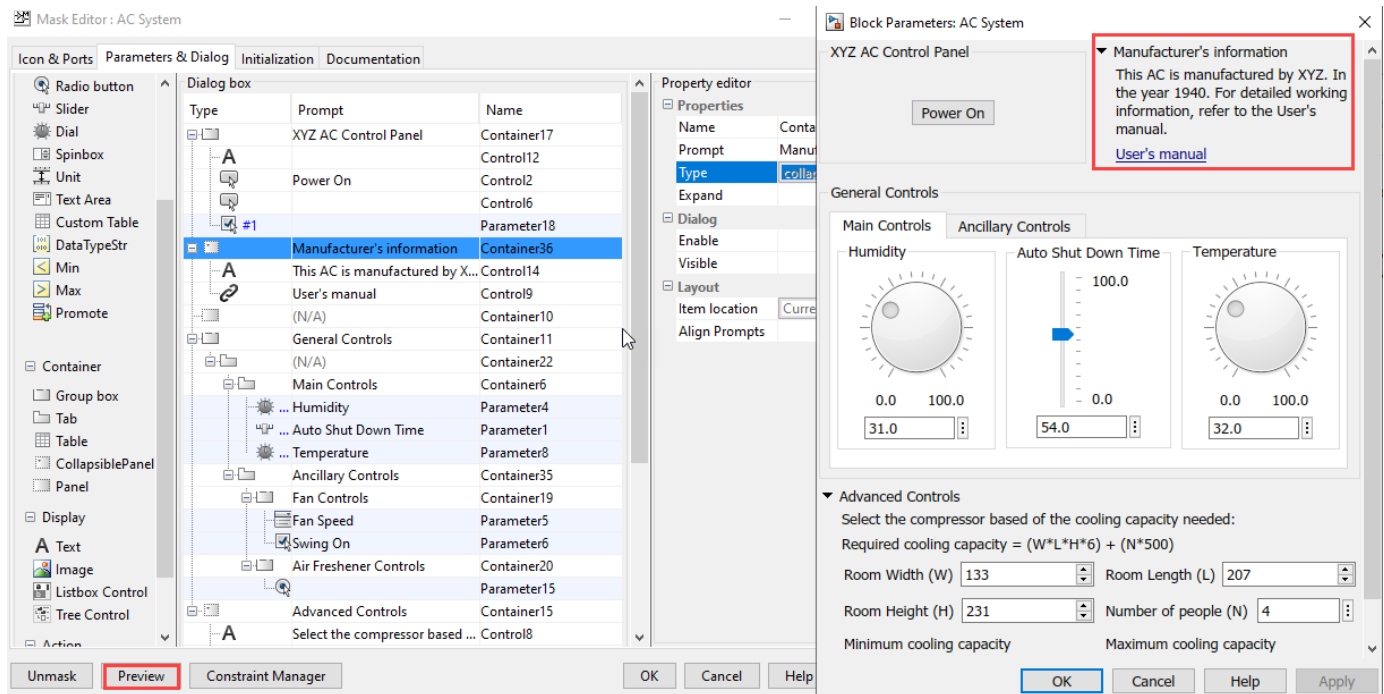 Mask Editor : AC System
Icon & Ports Parameters & Dialog Initialization Documentation
Radio button
Slider
Dial
Spinbox
Unit
Text Area
Custom Table
DataTypeStr
Min
Max
Promote
Container
Group box
Tab
Table
CollapsiblePanel
Panel
Display
Text
Image
Listbox Control
Tree Control
Action
Dialog box
Type Prompt Name
XYZ AC Control Panel Container17
A Control12
Power On Control2
Control6
#1 Parameter18
Manufacturer's information Container36
A This AC is manufactured by X... Control14
User's manual Control9
(N/A) Container10
General Controls Container11
(N/A) Container22
Main Controls Container6
... Humidity Parameter4
... Auto Shut Down Time Parameter1
... Temperature Parameter8
Ancillary Controls Container35
Fan Controls Container19
Fan Speed Parameter5
Swing On Parameter6
Air Freshener Controls Container20
Parameter15
Advanced Controls Container15
A Select the compressor based ... Control8
Property editor
Properties
Name Conta
Prompt Manuf
Type collap
Expand
Dialog
Enable
Visible
Layout
Item location Curre
Align Prompts
Unmask Preview Constraint Manager OK Cancel Help
Block Parameters: AC System
XYZ AC Control Panel
Power On
Manufacturer's information
This AC is manufactured by XYZ. In
the year 1940. For detailed working
information, refer to the User's
manual.
User's manual
General Controls
Main Controls Ancillary Controls
Humidity
0.0 100.0
31.0
Auto Shut Down Time
100.0
0.0
54.0
Temperature
0.0 100.0
32.0
Advanced Controls
Select the compressor based of the cooling capacity needed:
Required cooling capacity = (W*L*H*6) + (N*500)
Room Width (W) 133 Room Length (L) 207
Room Height (H) 231 Number of people (N) 4
Minimum cooling capacity Maximum cooling capacity
OK Cancel Help Apply